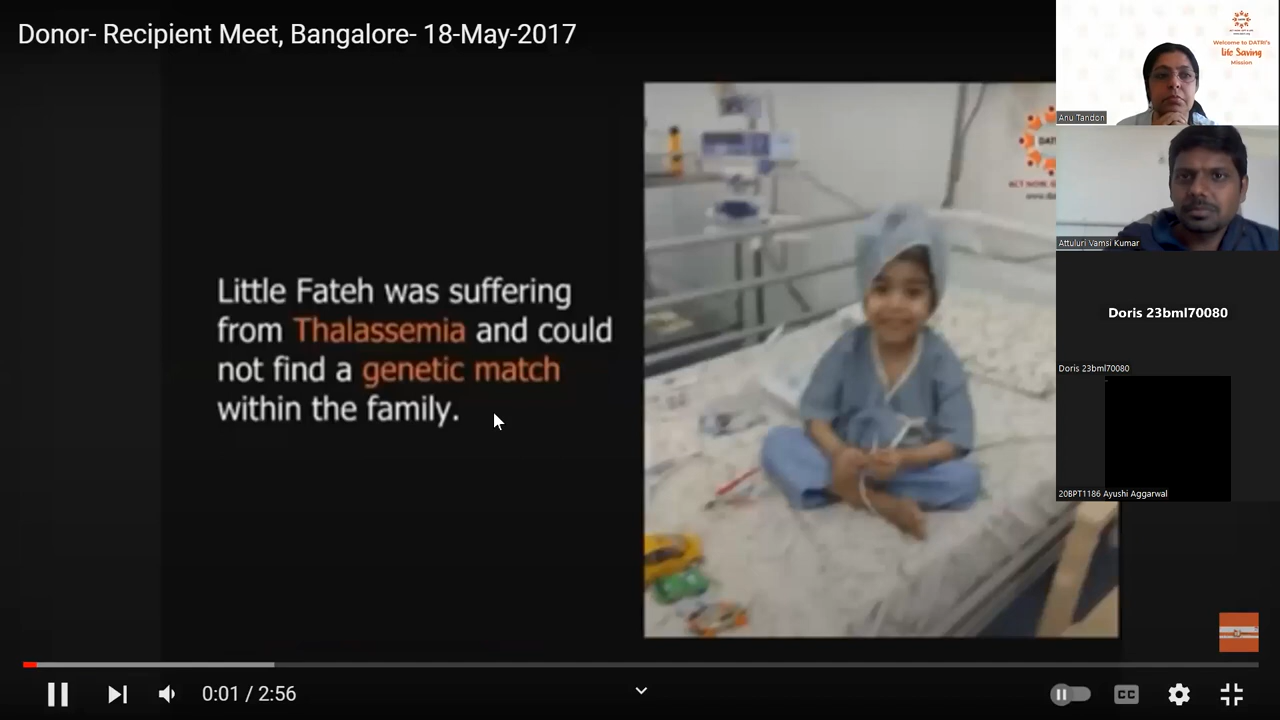 Donor- Recipient Meet, Bangalore- 18-May-2017
Welcome to DATRI's
Life Saving
Mission
Anu Tandon
Attuluri Vamsi Kumar
Little Fateh was suffering
from Thalassemia and could
not find a genetic match
within the family.
Doris 23bml70080
Doris 23bml70080
20BPT1186 Ayushi Aggarwal
0:01 / 2:56
CC